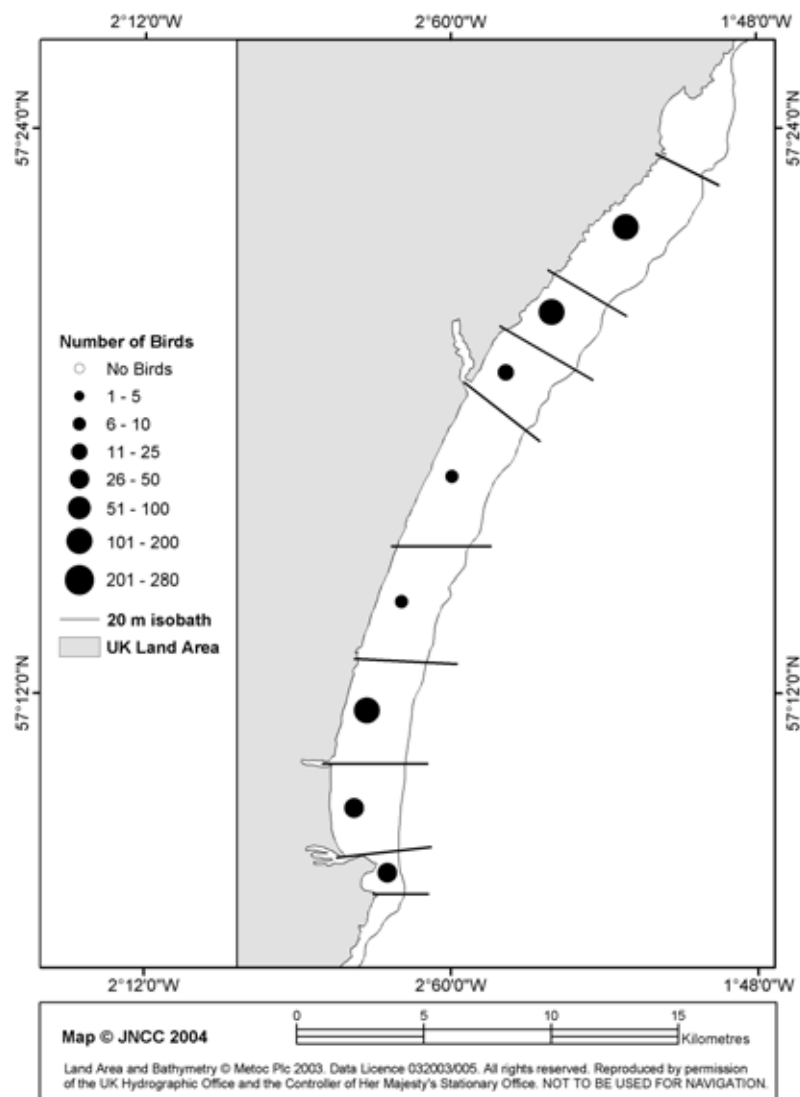 2°12'0"W 2°60'0"W 1°48'0"W
57°24'0"N 57°24'0"N
Number of Birds
No Birds
1 - 5
6 - 10
11 - 25
26 - 50
51 - 100
101 - 200
201 - 280
20 m isobath
UK Land Area
57°12'0"N 57°12'0"N
2°12'0"W 2°60'0"W 1°48'0"W
Map © JNCC 2004
0 5 10 15
Kilometres
Land Area and Bathymetry © Metoc Plc 2003. Data Licence 032003/005. All rights reserved. Reproduced by permission
of the UK Hydrographic Office and the Controller of Her Majesty's Stationary Office. NOT TO BE USED FOR NAVIGATION.